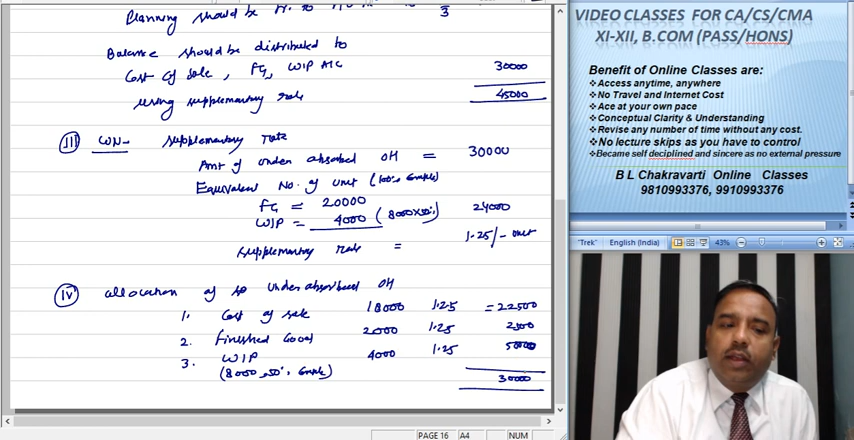 Planning should be
3
Balance should be distributed to
Cost of Sale, FG, WIP A/C 30000
using supplementary rate 45000
III WN- Supplementary rate
Amt of under absorbed OH = 30000
Equivalent No. of unit (100%
FG = 20000
WIP = 4000 (8000x50%) 24000
supplementary rate = 1.25/- unit
IV allocation of under absorbed OH
1. Cost of sale 18000 1.25 = 22500
2. Finished Good 2000 1.25 2500
3. WIP 4000 1.25 5000
(8000, 50%
30000
PAGE 16 A4 NUM
VIDEO CLASSES FOR CA/CS/CMA
XI-XII, B.COM (PASS/HONS)
Benefit of Online Classes are:
❖Access anytime, anywhere
❖No Travel and Internet Cost
❖Ace at your own pace
❖Conceptual Clarity & Understanding
❖Revise any number of time without any cost.
❖No lecture skips as you have to control
❖Became self deciplined and sincere as no external pressure
B L Chakravarti Online Classes
9810993376, 9910993376
"Trek" English (India) 43%